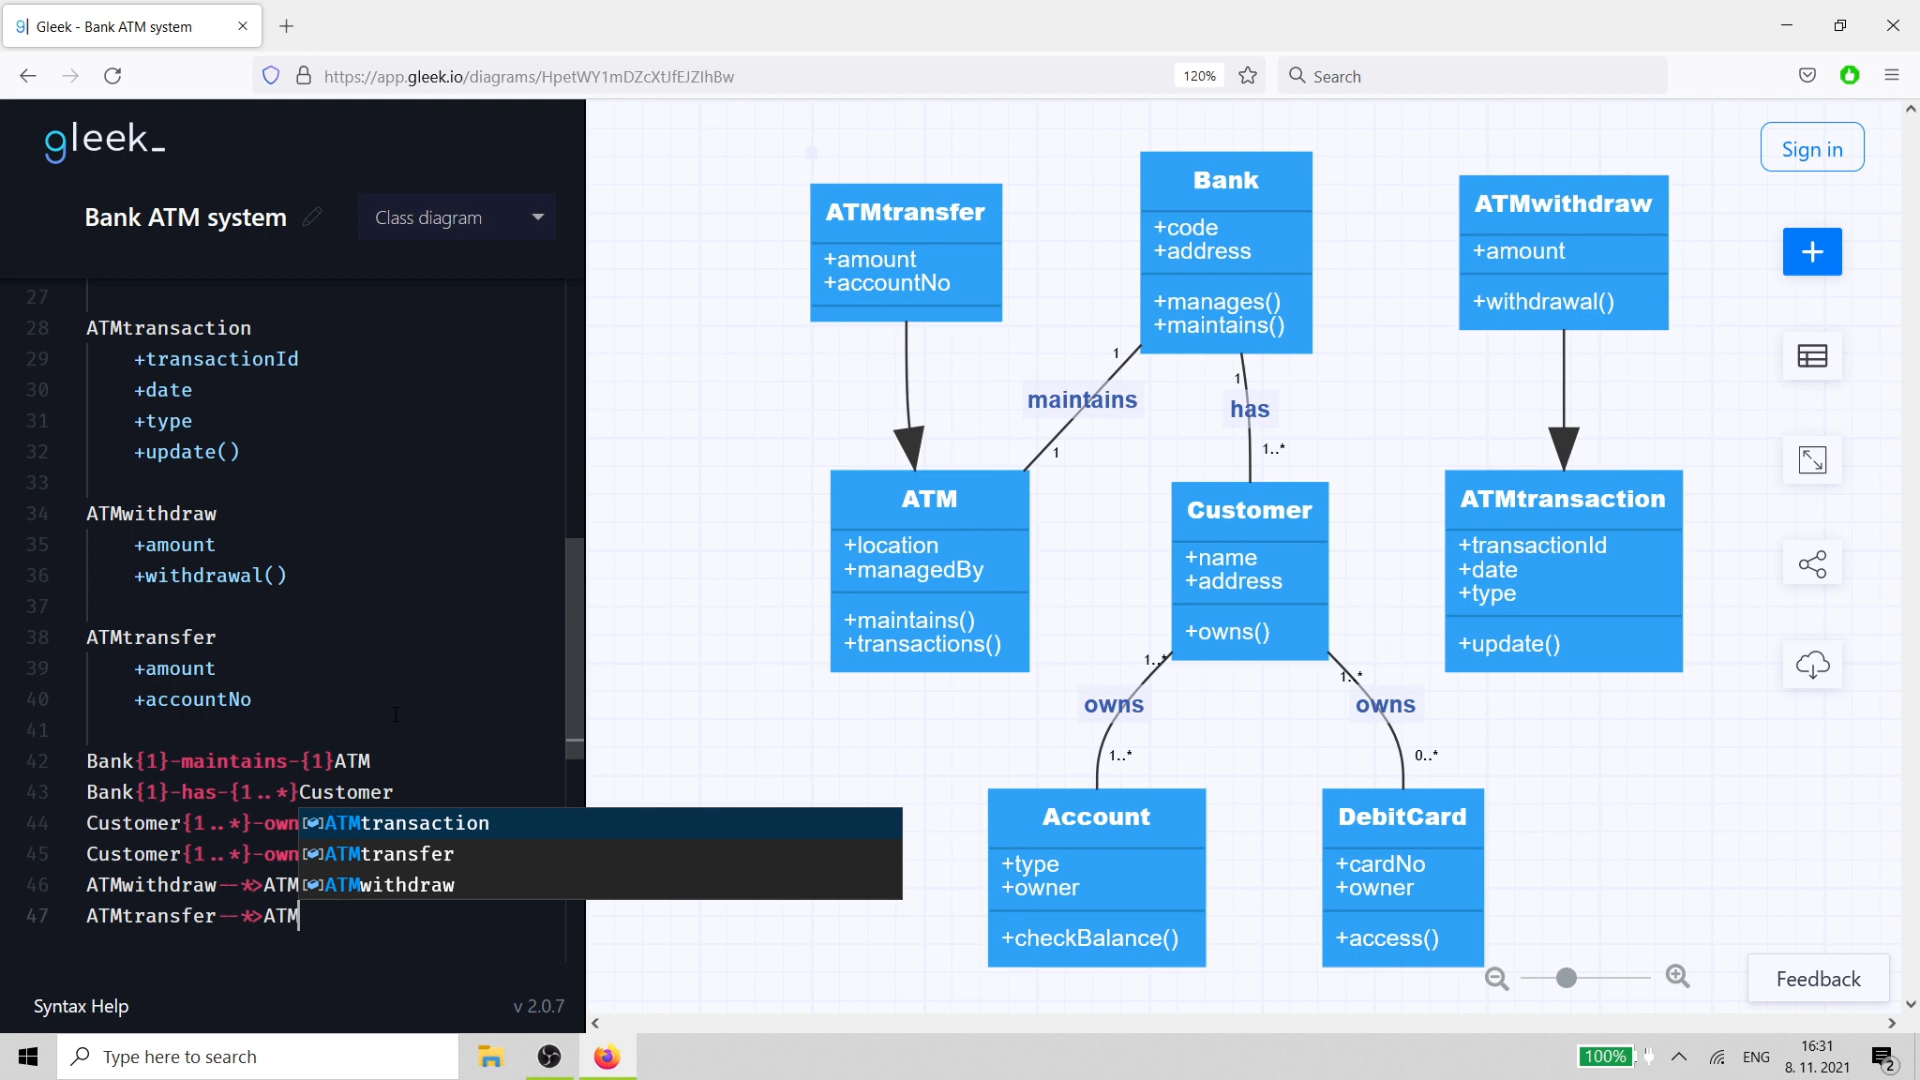 g| Gleek - Bank ATM system
https://app.gleek.io/diagrams/HpetWY1mDZcXtJfEJZIhBw
120%
Search
gleek_
Bank ATM system
Class diagram
27
28 ATMtransaction
29 +transactionId
30 +date
31 +type
32 +update()
33
34 ATMwithdraw
35 +amount
36 +withdrawal()
37
38 ATMtransfer
39 +amount
40 +accountNo
41
42 Bank{1}-maintains-{1}ATM
43 Bank{1}-has-{1..*}Customer
44 Customer{1..*}-own
45 Customer{1..*}-own
46 ATMwithdraw--*>ATM
47 ATMtransfer--*>ATM
ATMtransaction
ATMtransfer
ATMwithdraw
Syntax Help
v 2.0.7
Sign in
ATMtransfer
+amount
+accountNo
Bank
+code
+address
+manages()
+maintains()
ATMwithdraw
+amount
+withdrawal()
1
maintains
1
1
has
1..*
ATM
+location
+managedBy
+maintains()
+transactions()
Customer
+name
+address
+owns()
ATMtransaction
+transactionId
+date
+type
+update()
1..*
owns
1..*
1..*
owns
0..*
Account
+type
+owner
+checkBalance()
DebitCard
+cardNo
+owner
+access()
Feedback
Type here to search
100%
ENG
16:31
8. 11. 2021
2